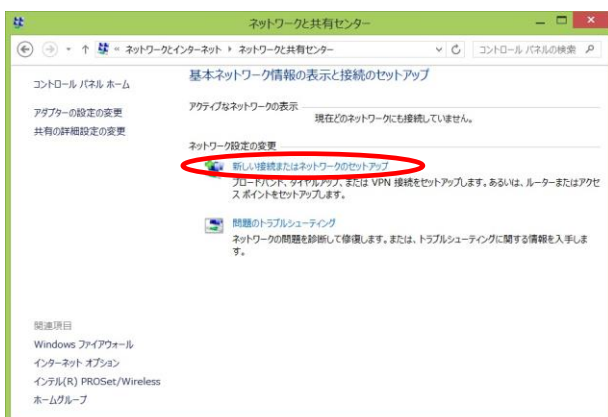 ネットワークと共有センター
« ネットワークとインターネット ▸ ネットワークと共有センター
コントロール パネルの検索
コントロール パネル ホーム
アダプターの設定の変更
共有の詳細設定の変更
基本ネットワーク情報の表示と接続のセットアップ
アクティブなネットワークの表示
現在どのネットワークにも接続していません。
ネットワーク設定の変更
新しい接続またはネットワークのセットアップ
ブロードバンド、ダイヤルアップ、または VPN 接続をセットアップします。あるいは、ルーターまたはアクセ
ス ポイントをセットアップします。
問題のトラブルシューティング
ネットワークの問題を診断して修復します。または、トラブルシューティングに関する情報を入手しま
す。
関連項目
Windows ファイアウォール
インターネット オプション
インテル(R) PROSet/Wireless
ホームグループ